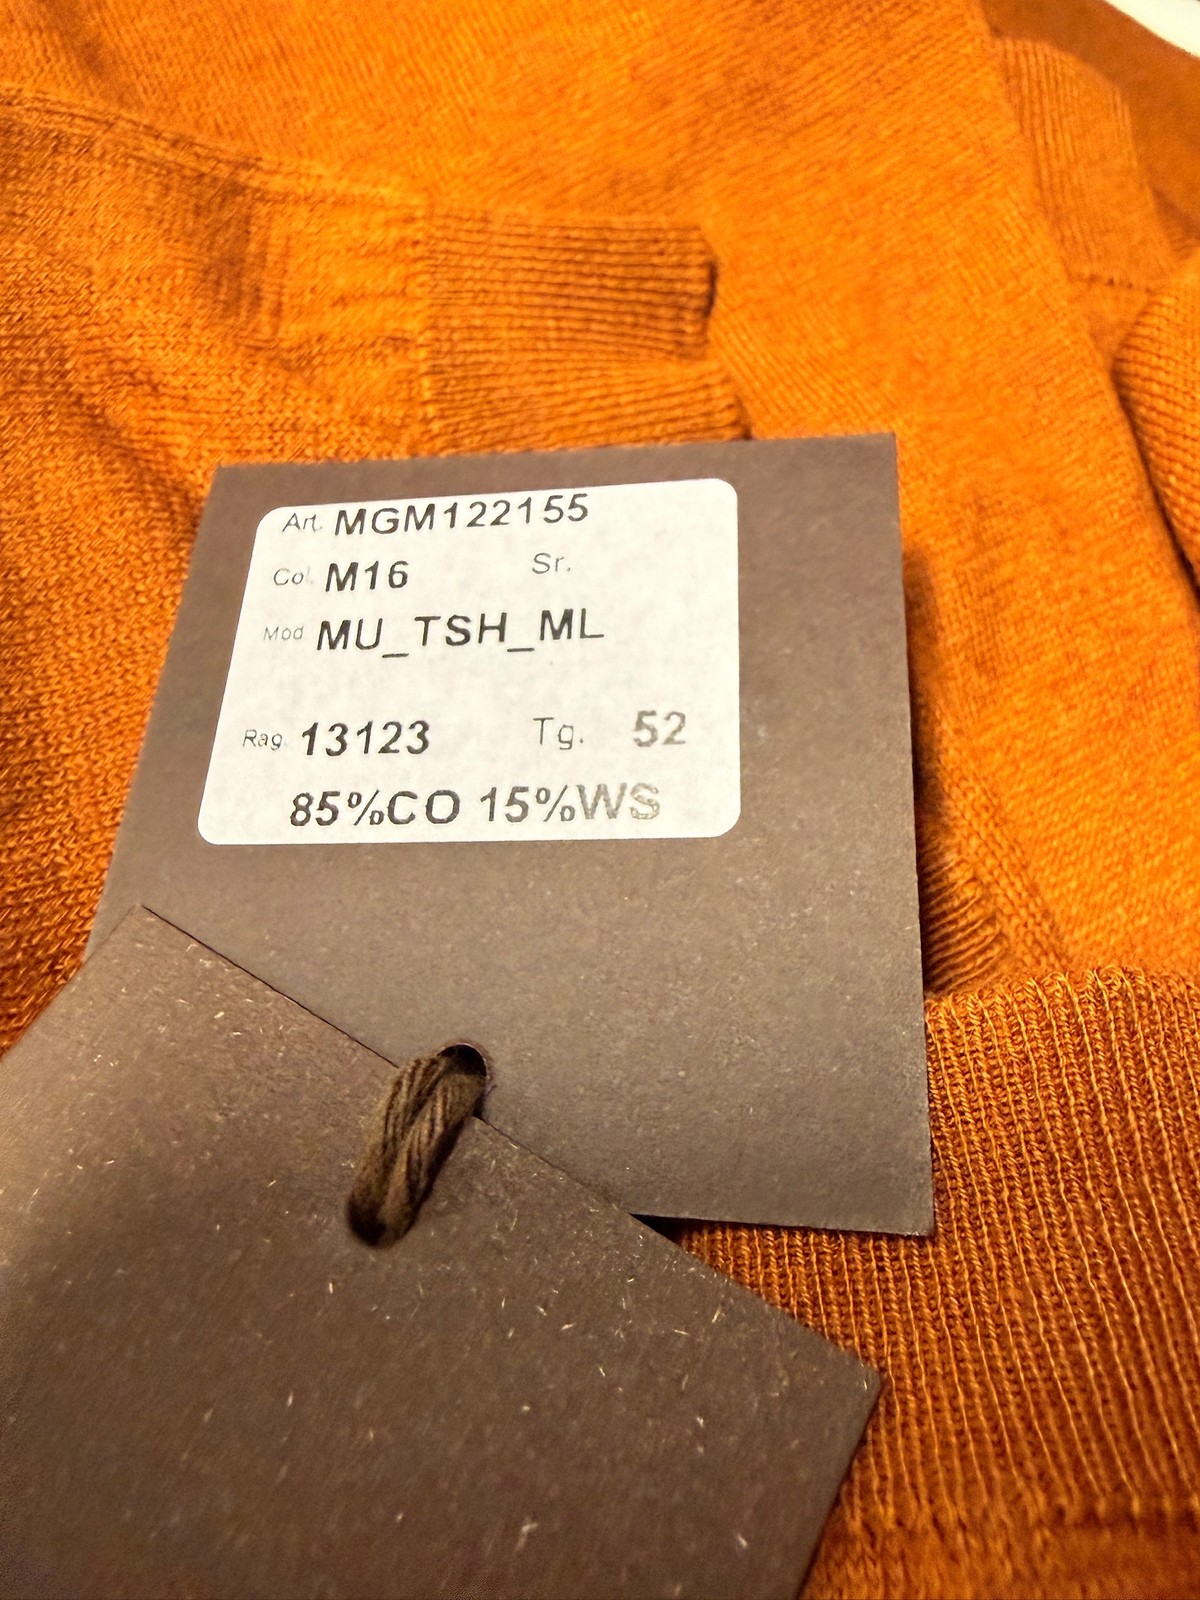 Art. MGM122155
Col. M16 Sr.
Mod MU_TSH_ML
Rag. 13123 Tg. 52
85%CO 15%WS